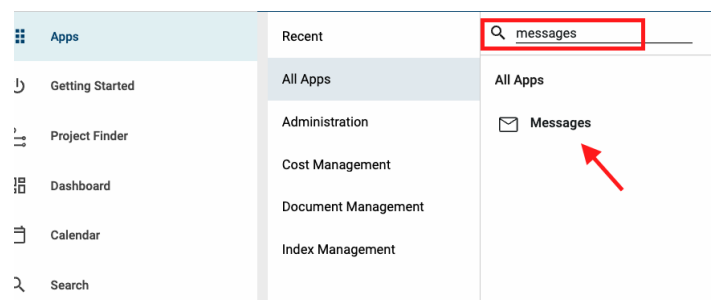 Apps
Getting Started
Project Finder
Dashboard
Calendar
Search
Recent
All Apps
Administration
Cost Management
Document Management
Index Management
messages
All Apps
Messages